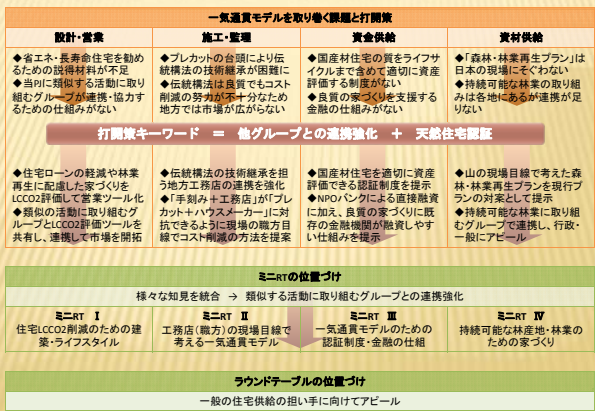 一気通貫モデルを取り巻く課題と打開策
設計・営業
施工・監理
資金供給
資材供給
◆省エネ・長寿命住宅を勧め
るための説得材料が不足
◆当PJに類似する活動に取り
組むグループが連携・協力す
るための仕組みがない
◆プレカットの台頭により伝
統構法の技術継承が困難に
◆伝統構法は良質でもコスト
削減の努力が不十分なため
地方では市場が広がらない
◆国産材住宅の質をライフサ
イクルまで含めて適切に資産
評価する制度がない
◆良質の家づくりを支援する
金融の仕組みがない
◆「森林・林業再生プラン」は
日本の現場にそぐわない
◆持続可能な林業の取り組
みは各地にあるが連携が足
りない
打開策キーワード ＝ 他グループとの連携強化 ＋ 天然住宅認証
◆住宅ローンの軽減や林業
再生に配慮した家づくりを
LCCO2評価して営業ツール化
◆類似の活動に取り組むグ
ループとLCCO2評価ツールを
共有し、連携して市場を開拓
◆伝統構法の技術継承を担
う地方工務店の連携を強化
◆「手刻み＋工務店」が「プレ
カット＋ハウスメーカー」に対
抗できるように現場の職方目
線でコスト削減の方法を提案
◆国産材住宅を適切に資産
評価できる認証制度を提示
◆NPOバンクによる直接融資
に加え、良質の家づくりに既
存の金融機関が融資しやす
い仕組みを提示
◆山の現場目線で考えた森
林・林業再生プランを現行プ
ランの対案として提示
◆持続可能な林業に取り組
むグループで連携し、行政・
一般にアピール
ミニRTの位置づけ
様々な知見を統合 → 類似する活動に取り組むグループとの連携強化
ミニRT Ⅰ
住宅LCCO2削減のための建
築・ライフスタイル
ミニRT Ⅱ
工務店（職方）の現場目線で
考える一気通貫モデル
ミニRT Ⅲ
一気通貫モデルのための
認証制度・金融の仕組
ミニRT Ⅳ
持続可能な林産地・林業の
ための家づくり
ラウンドテーブルの位置づけ
一般の住宅供給の担い手に向けてアピール